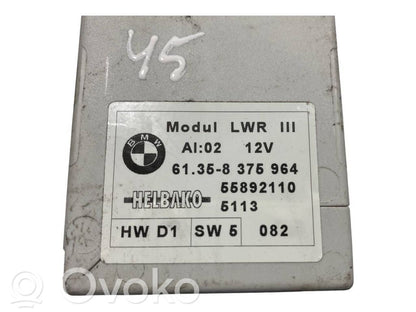 45
BMW
Modul LWR III
AI:02 12V
61.35-8 375 964
55892110
HELBAKO 5113
HW D1 SW 5 082
Ovoko